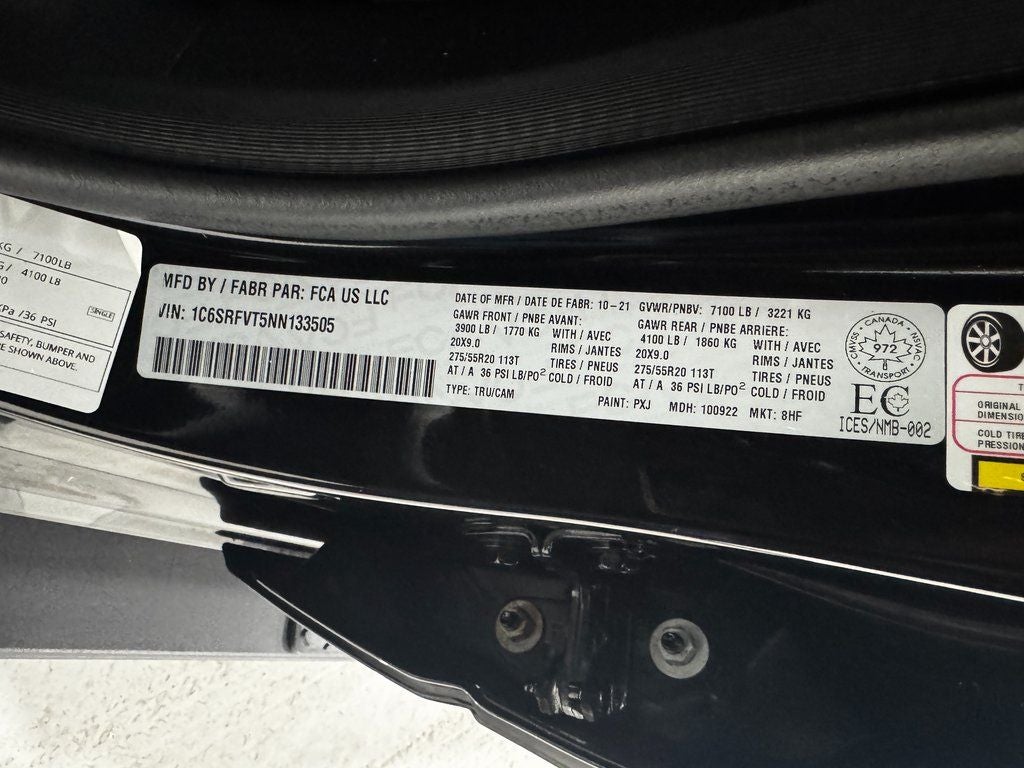 KG / 7100LB
G/ 4100 LB
KPa /36 PSI
SINGLE
SAFETY, BUMPER AND
E SHOWN ABOVE.
MFD BY / FABR PAR: FCA US LLC
VIN: 1C6SRFVT5NN133505
DATE OF MFR / DATE DE FABR: 10-21 GVWR/PNBV: 7100 LB / 3221 KG
GAWR FRONT / PNBE AVANT:
3900 LB / 1770 KG WITH / AVEC
20X9.0 RIMS / JANTES
275/55R20 113T TIRES / PNEUS
AT / A 36 PSI LB/PO² COLD / FROID
TYPE: TRU/CAM
GAWR REAR / PNBE ARRIERE:
4100 LB / 1860 KG WITH / AVEC
20X9.0 RIMS / JANTES
275/55R20 113T TIRES / PNEUS
AT / A 36 PSI LB/PO² COLD / FROID
PAINT: PXJ MDH: 100922 MKT: 8HF
CANADA
CMVSS
NSVAC
972
8
TRANSPORT
EC
ICES/NMB-002
ORIGINAL
DIMENSIO
COLD TIRE
PRESSION